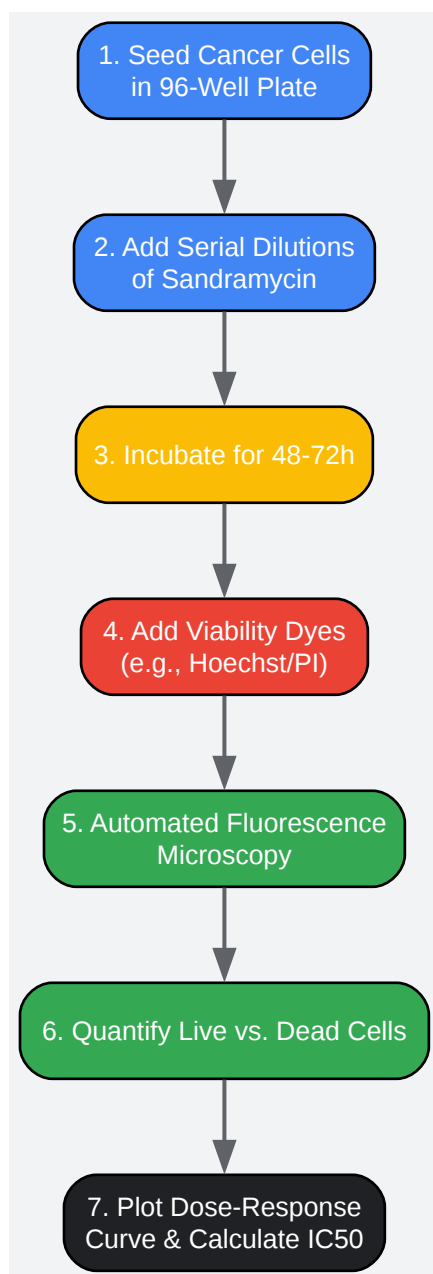 1. Seed Cancer Cells
in 96-Well Plate
2. Add Serial Dilutions
of Sandramycin
3. Incubate for 48-72h
4. Add Viability Dyes
(e.g., Hoechst/PI)
5. Automated Fluorescence
Microscopy
6. Quantify Live vs. Dead Cells
7. Plot Dose-Response
Curve & Calculate IC50